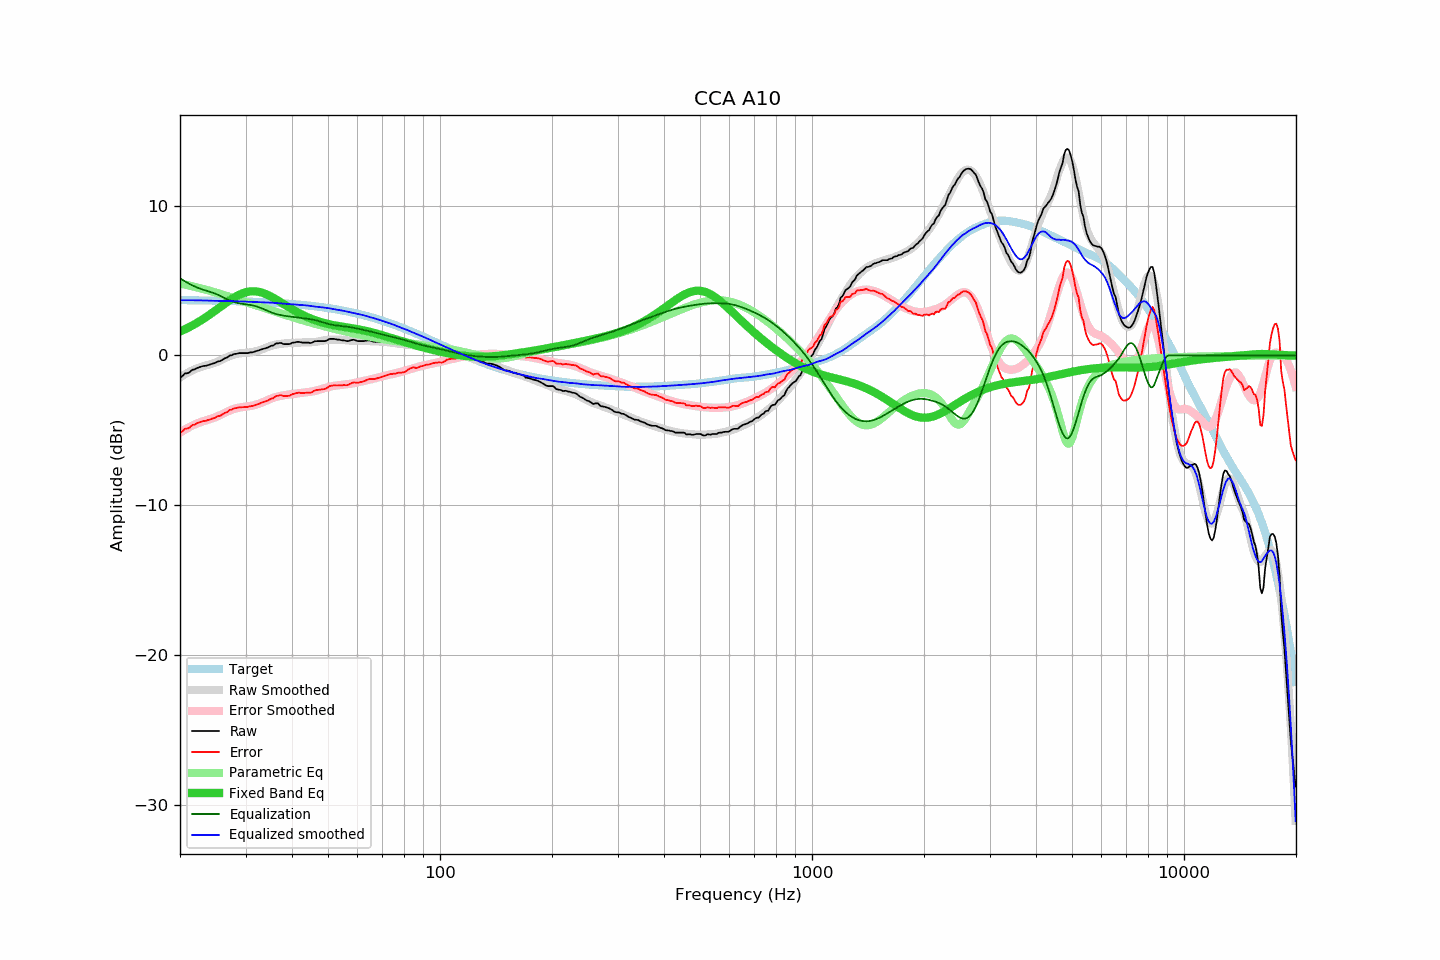 CCA A10
10
0
−10
−20
−30
Amplitude (dBr)
Target
Raw Smoothed
Error Smoothed
Raw
Error
Parametric Eq
Fixed Band Eq
Equalization
Equalized smoothed
100
1000
10000
Frequency (Hz)